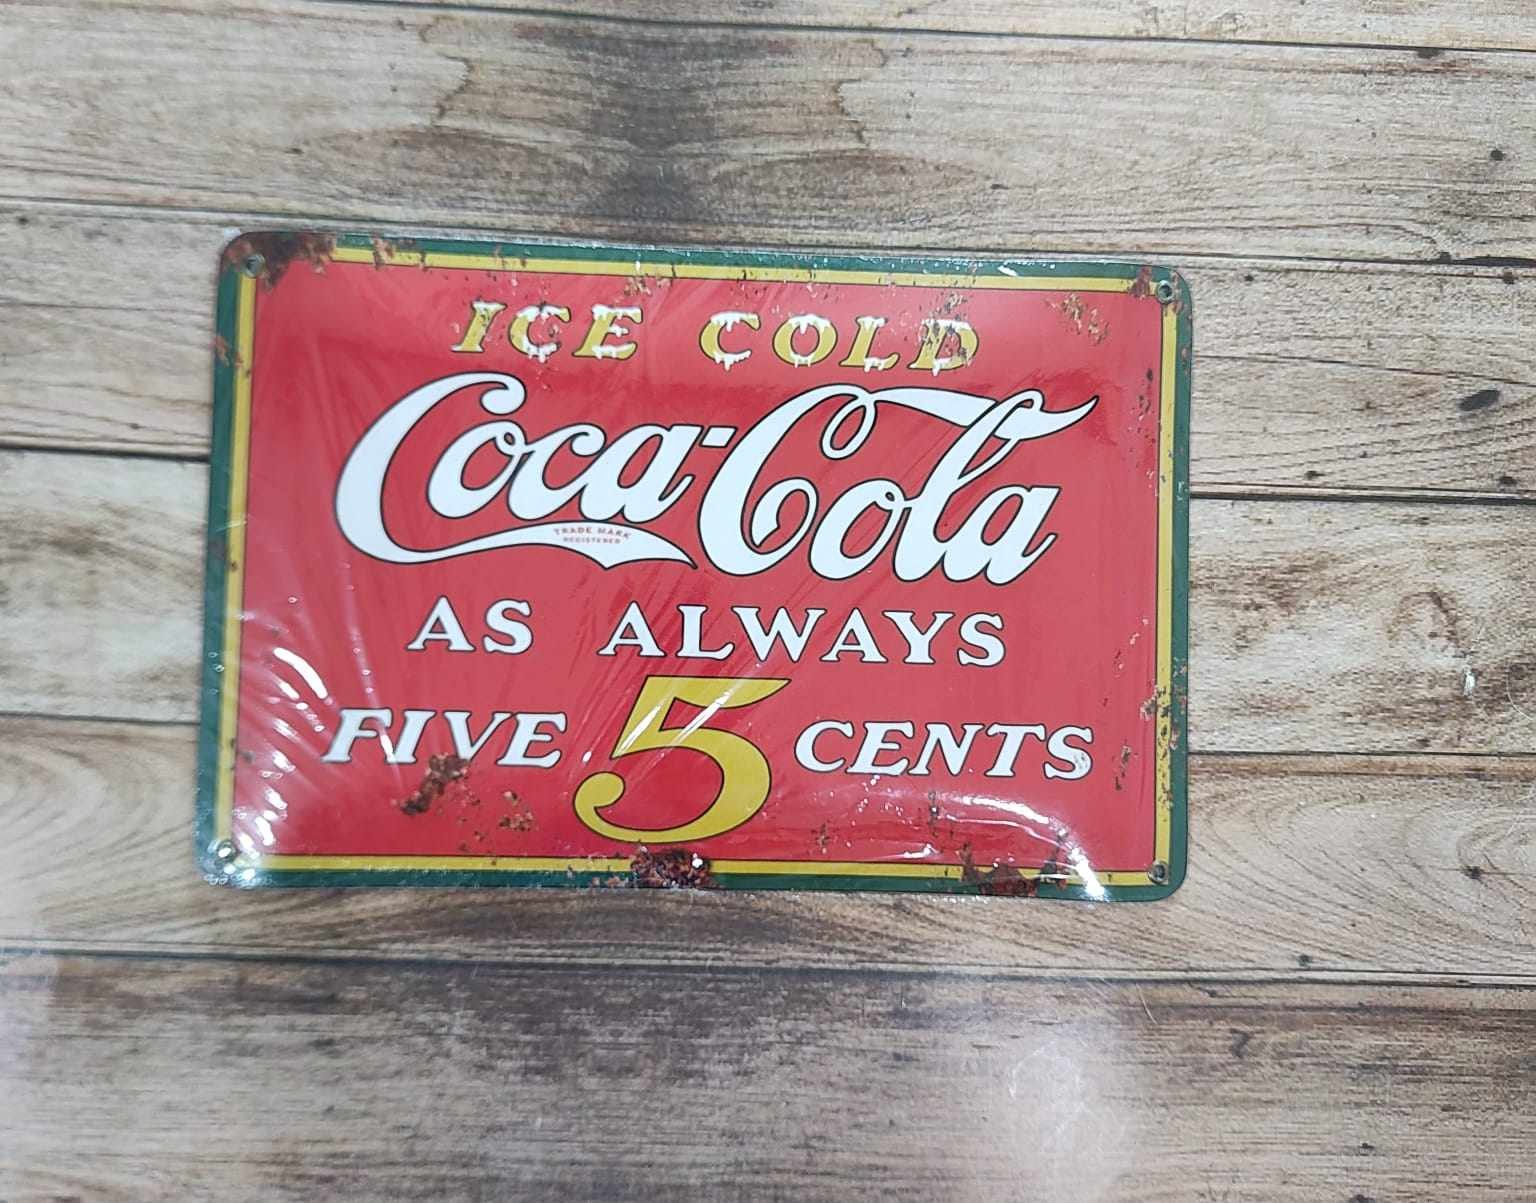 ICE COLD
Coca-Cola
TRADE MARK
REGISTERED
AS ALWAYS
FIVE 5 CENTS